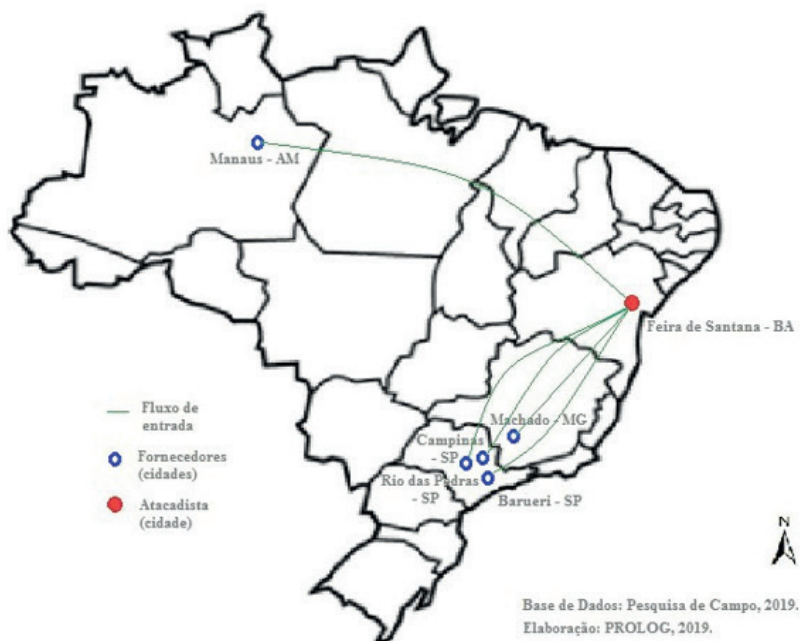 Manaus - AM
Feira de Santana - BA
Machado - MG
Campinas
- SP
Rio das Pedras
- SP
Barueri - SP
Fluxo de
entrada
Fornecedores
(cidades)
Atacadista
(cidade)
N
Base de Dados: Pesquisa de Campo, 2019.
Elaboração: PROLOG, 2019.